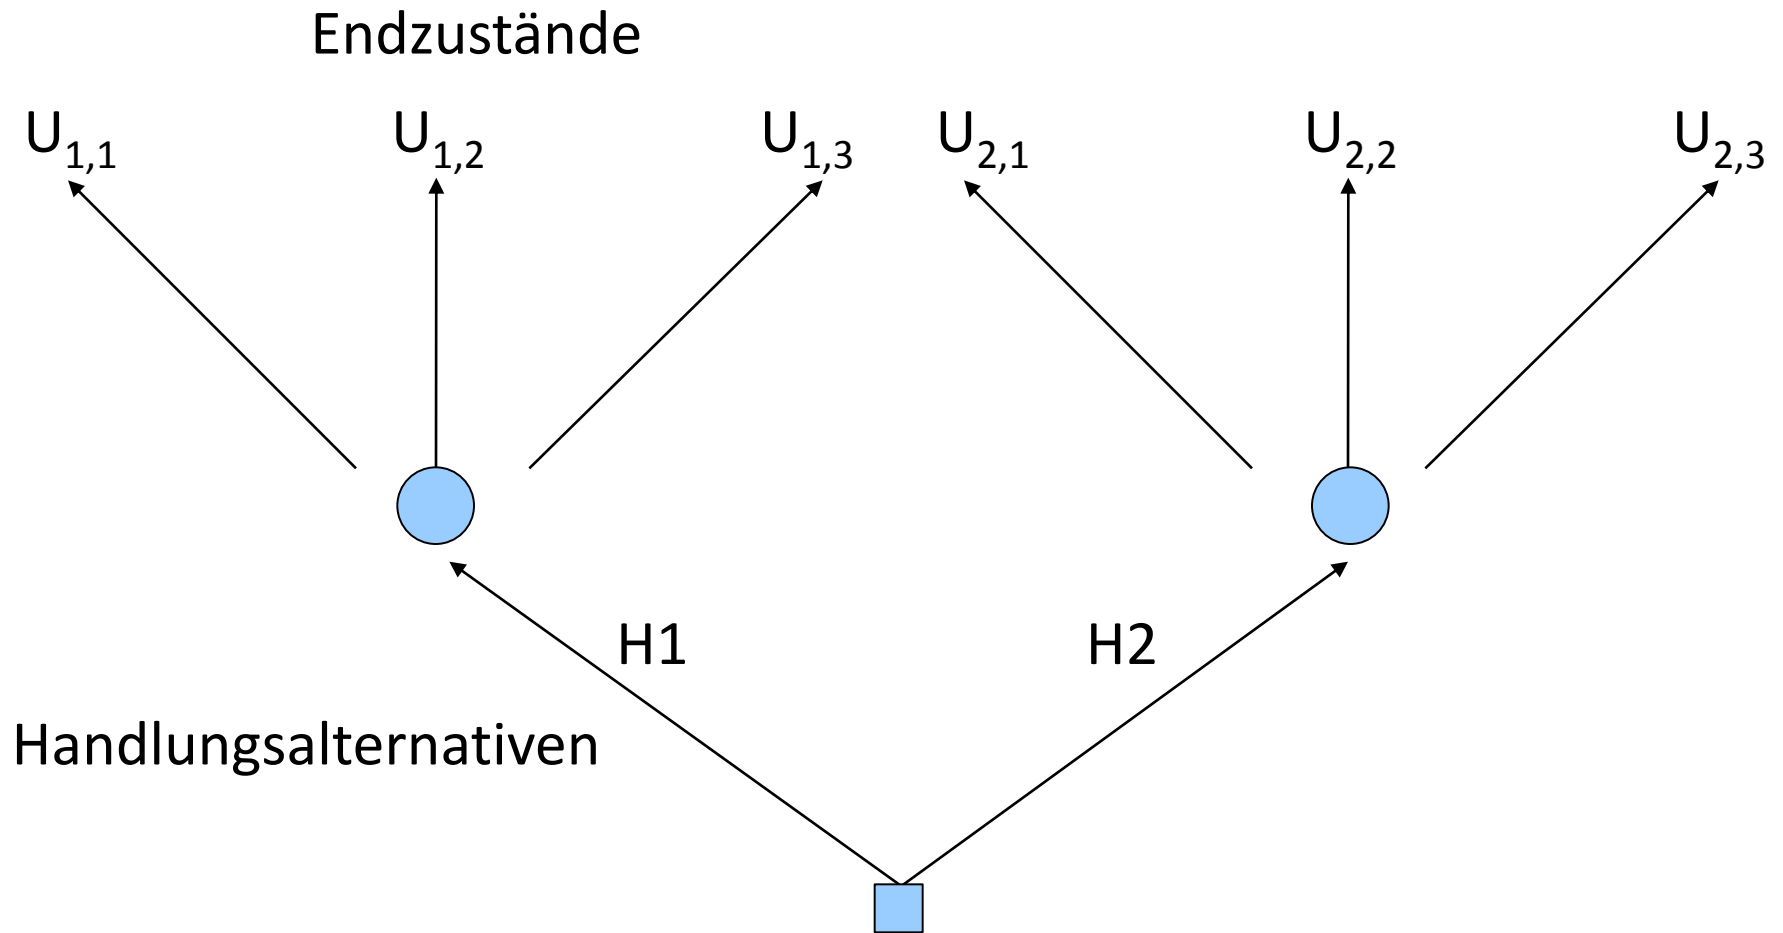 Endzustände
U1,1 U1,2 U1,3 U2,1 U2,2 U2,3
H1 H2
Handlungsalternativen